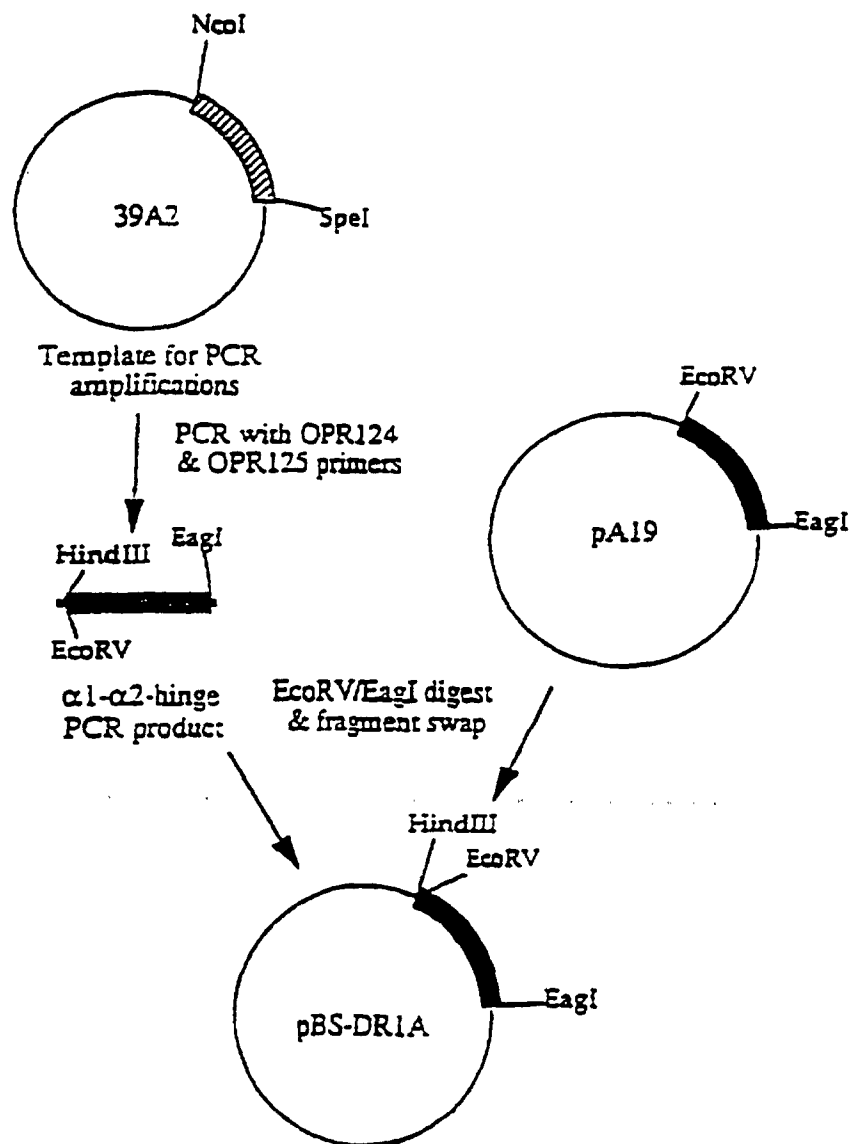 NcoI
39A2
SpeI
Template for PCR
amplifications
PCR with OPR124
& OPR125 primers
HindIII
EagI
EcoRV
α1-α2-hinge
PCR product
EcoRV
pA19
EagI
EcoRV/EagI digest
& fragment swap
HindIII
EcoRV
EagI
pBS-DR1A